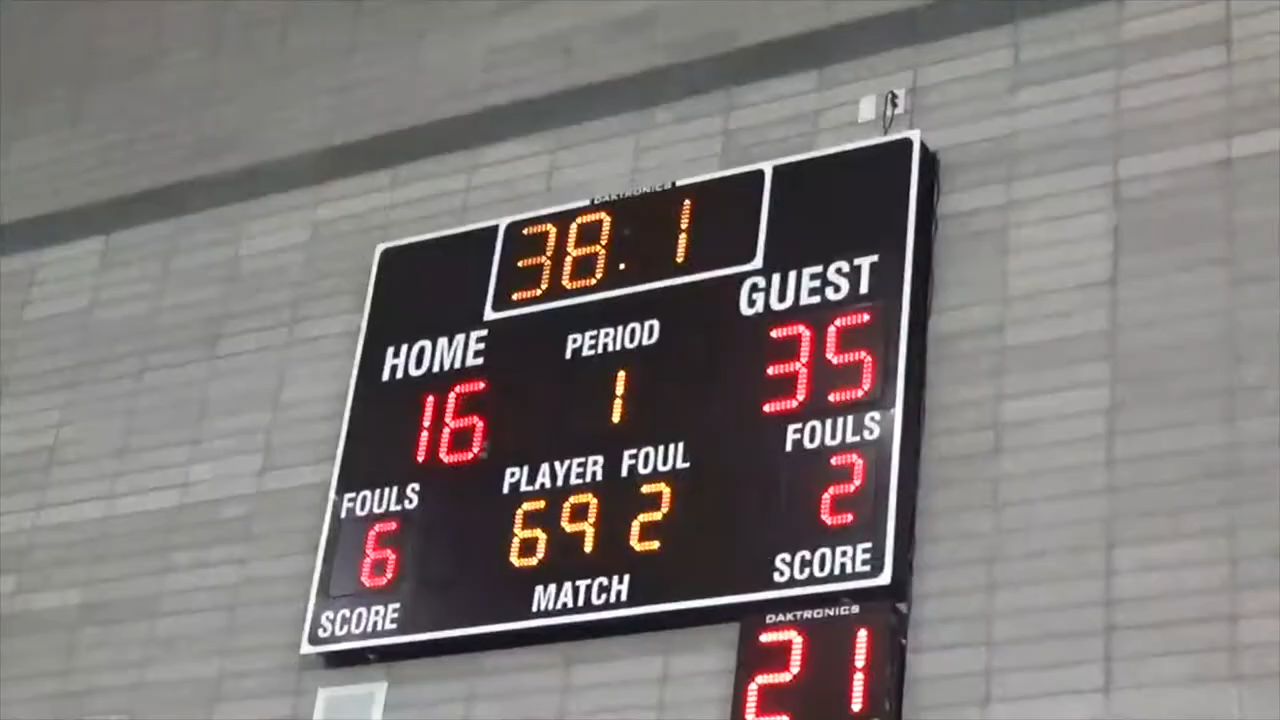 DAKTRONICS
38.1
HOME PERIOD GUEST
16 1 35
FOULS PLAYER FOUL FOULS
6 69 2 2
SCORE MATCH SCORE
DAKTRONICS
21